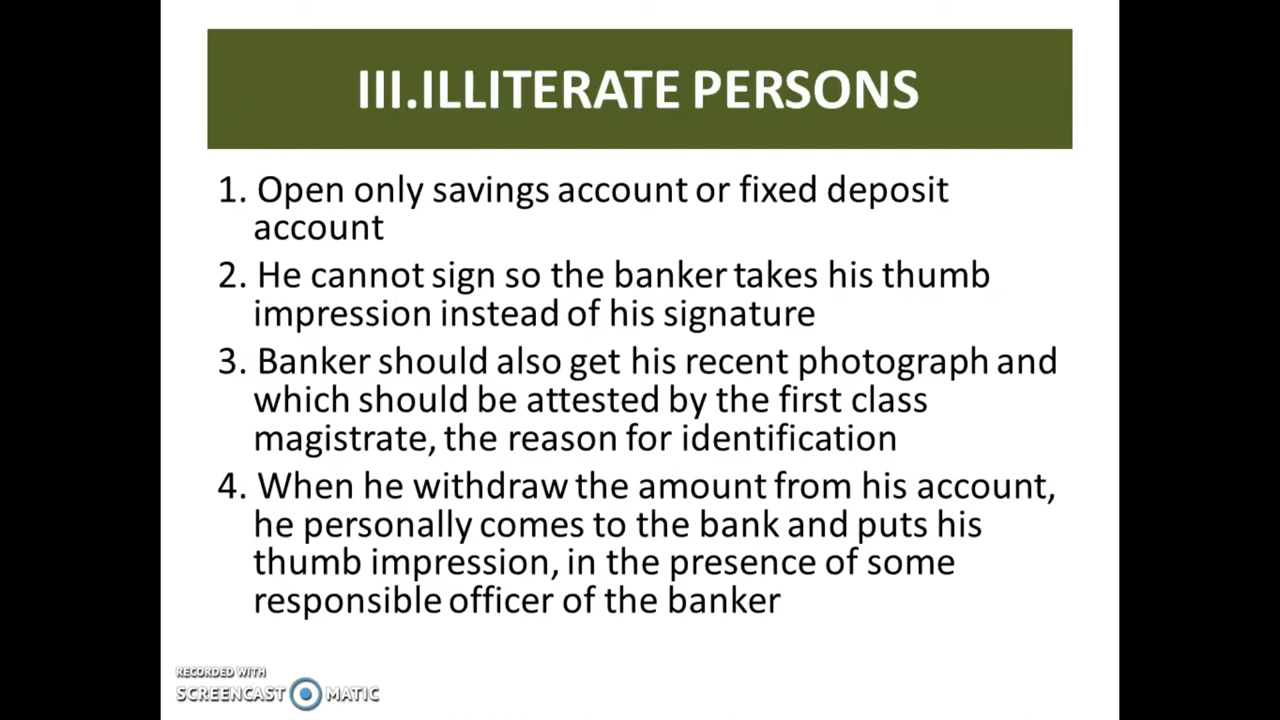 III.ILLITERATE PERSONS
1. Open only savings account or fixed deposit
account
2. He cannot sign so the banker takes his thumb
impression instead of his signature
3. Banker should also get his recent photograph and
which should be attested by the first class
magistrate, the reason for identification
4. When he withdraw the amount from his account,
he personally comes to the bank and puts his
thumb impression, in the presence of some
responsible officer of the banker
RECORDED WITH
SCREENCAST MATIC